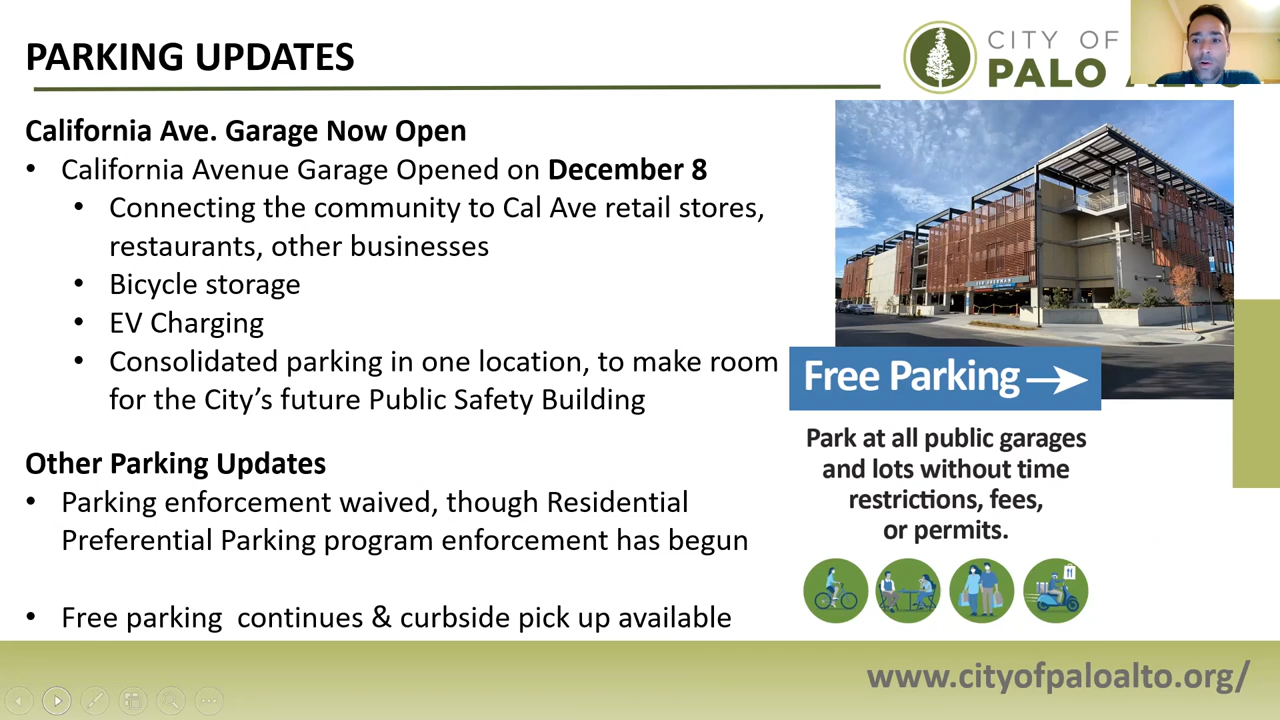 PARKING UPDATES
CITY OF
PALO ALTO
California Ave. Garage Now Open
• California Avenue Garage Opened on December 8
• Connecting the community to Cal Ave retail stores,
restaurants, other businesses
• Bicycle storage
• EV Charging
• Consolidated parking in one location, to make room
for the City’s future Public Safety Building
Other Parking Updates
• Parking enforcement waived, though Residential
Preferential Parking program enforcement has begun
• Free parking  continues & curbside pick up available
Free Parking
Park at all public garages
and lots without time
restrictions, fees,
or permits.
www.cityofpaloalto.org/